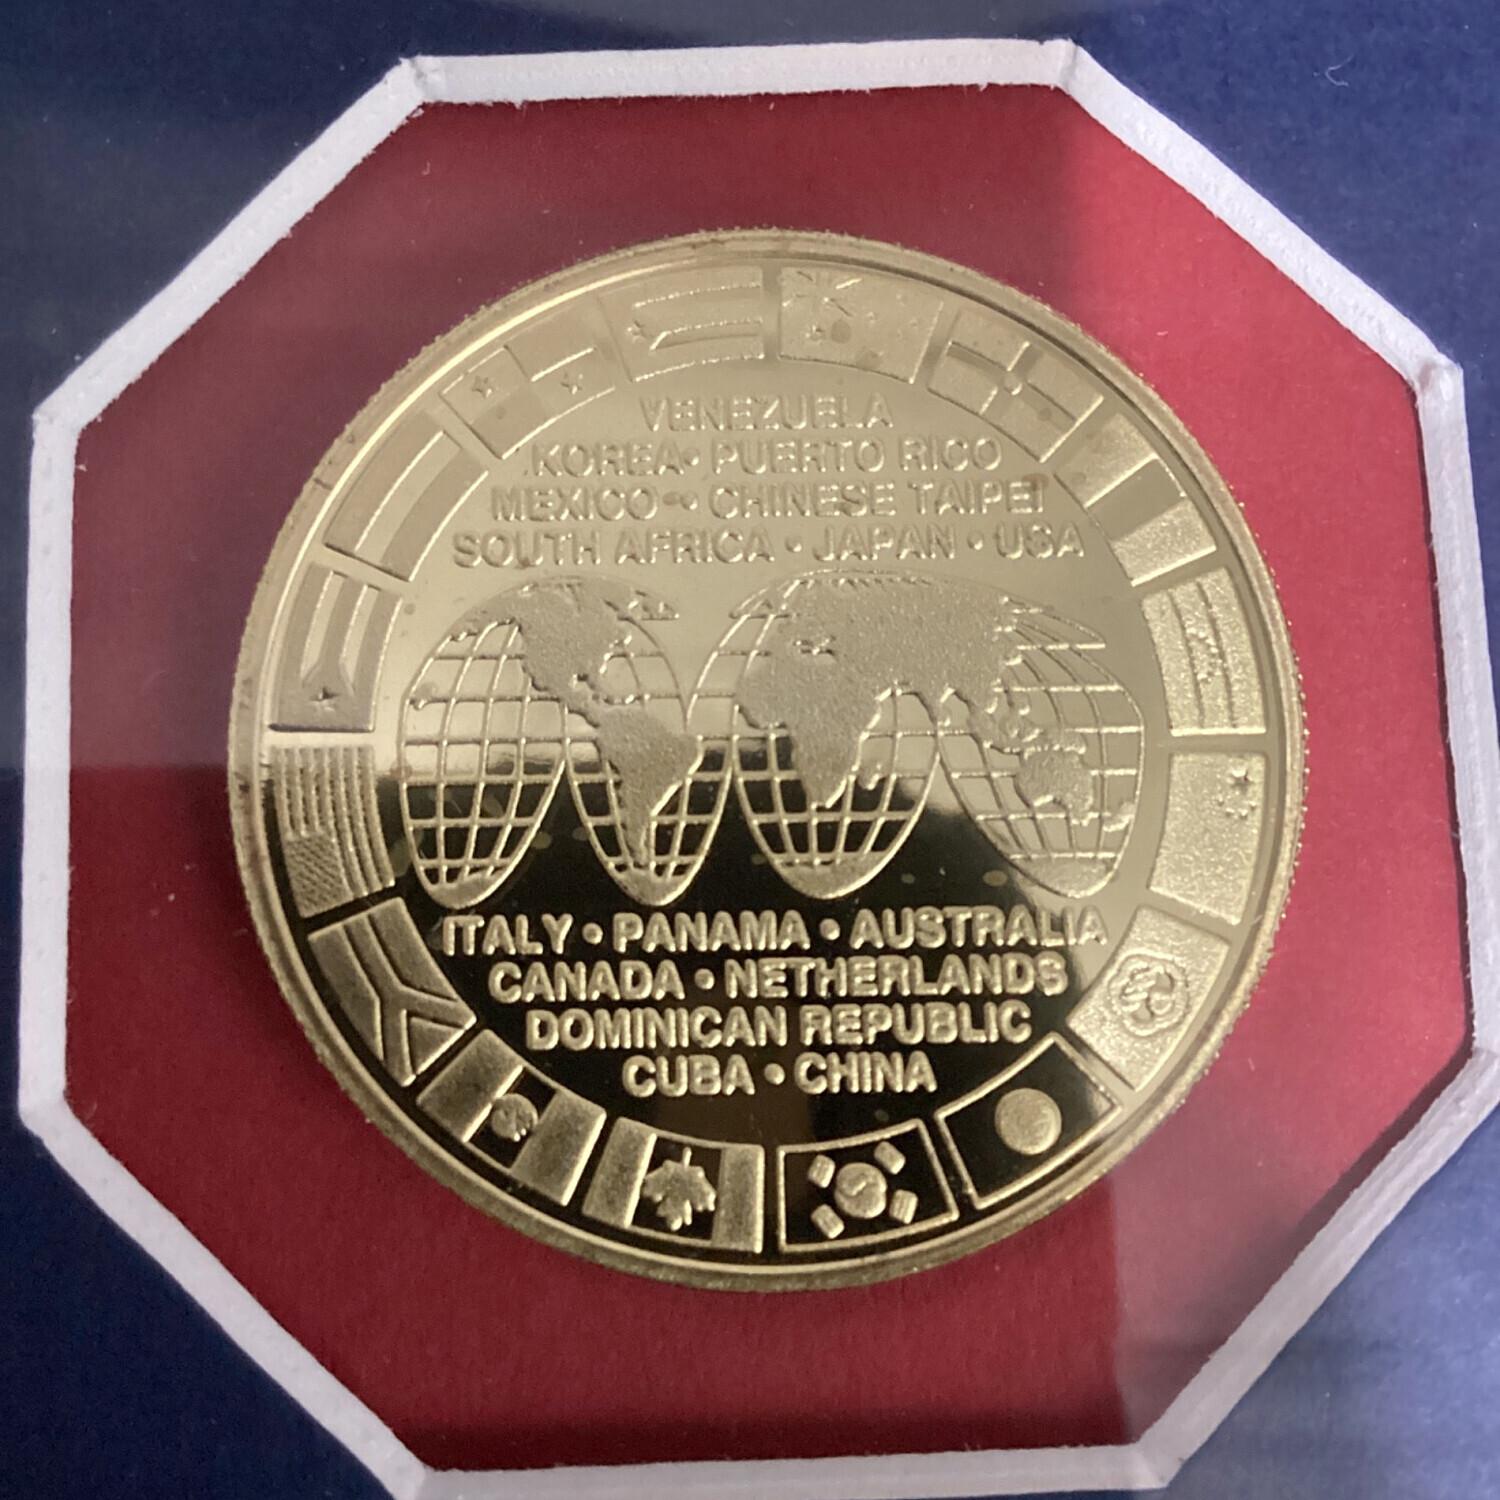 VENEZUELA
KOREA • PUERTO RICO
MEXICO • CHINESE TAIPEI
SOUTH AFRICA • JAPAN • USA
ITALY • PANAMA • AUSTRALIA
CANADA • NETHERLANDS
DOMINICAN REPUBLIC
CUBA • CHINA